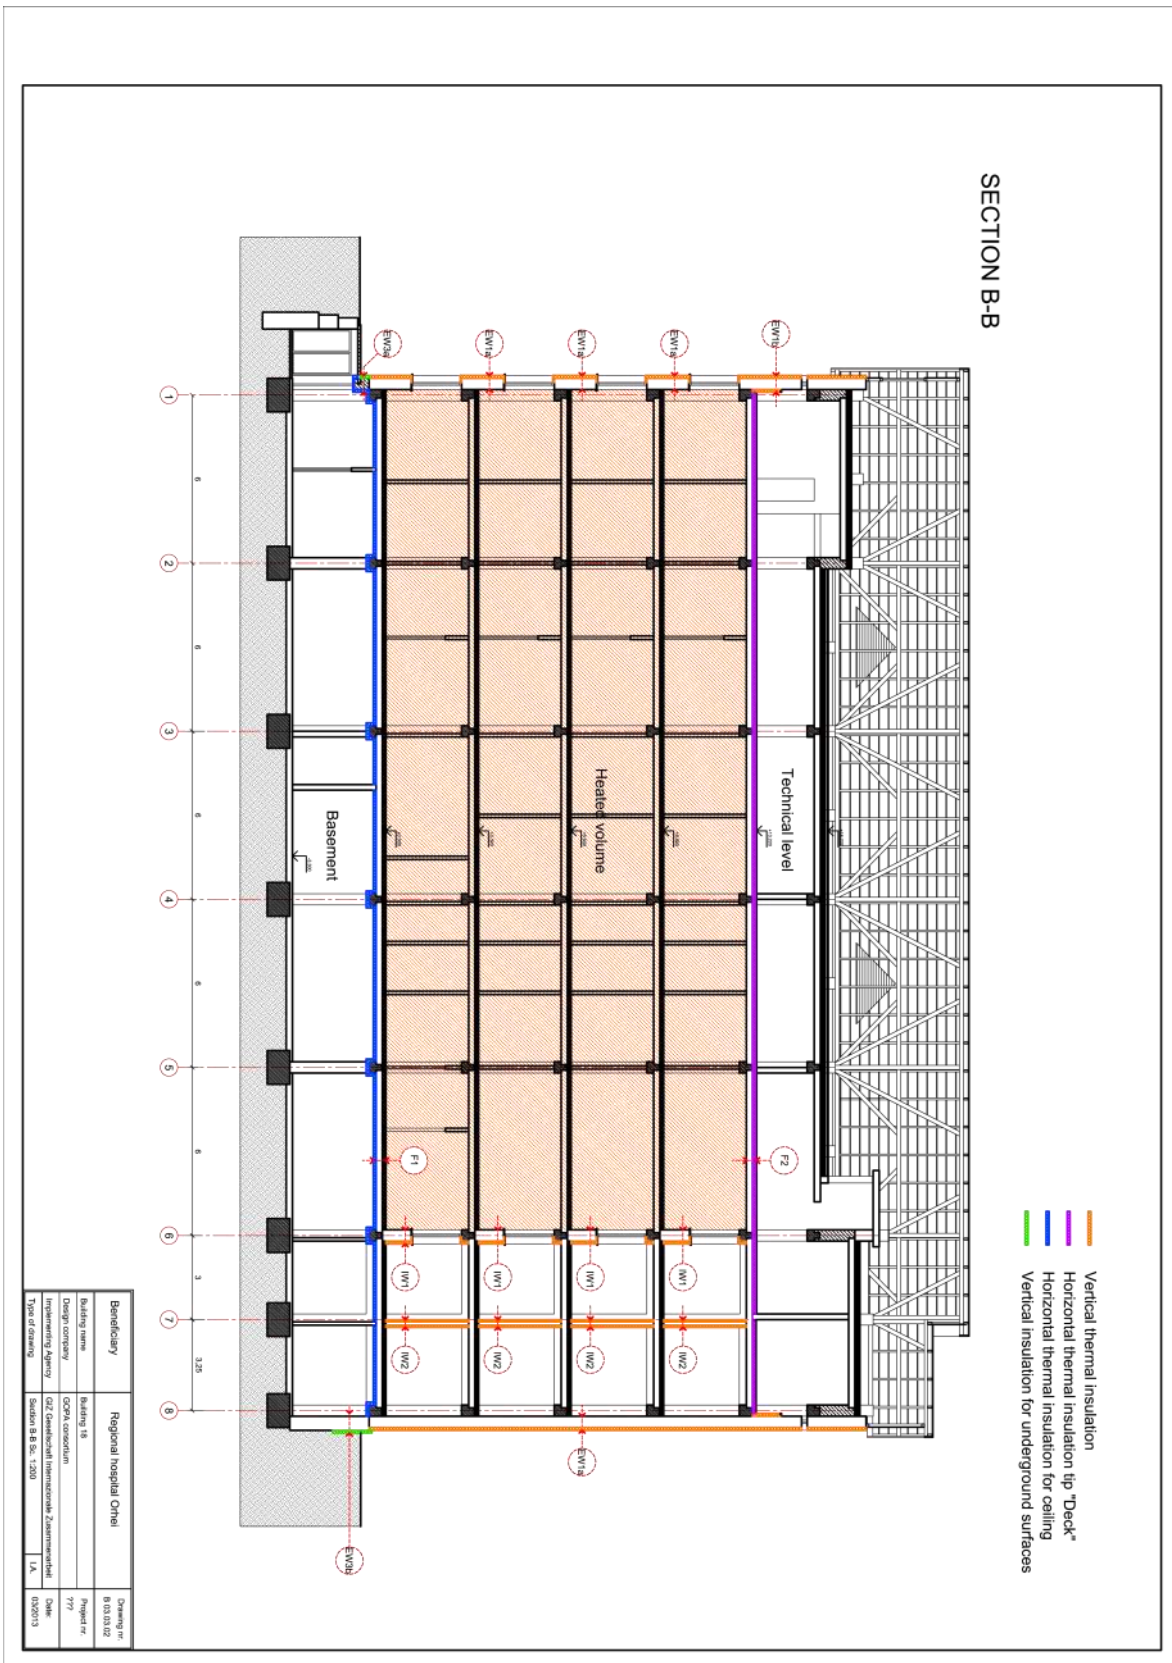 SECTION B-B
Vertical thermal insulation
Horizontal thermal insulation tip "Deck"
Horizontal thermal insulation for ceiling
Vertical insulation for underground surfaces
EW1b
EW1a
EW1a
EW1a
EW3a
Technical level
Heated volume
Basement
F2
F1
IW1
IW1
IW1
IW1
IW2
IW2
IW2
IW2
EW1a
EW3b
6
6
6
6
6
3
3.25
1
2
3
4
5
6
7
8
Beneficiary
Regional hospital Orhei
Drawing nr.
B 03.03.02
Building name
Building 18
Project nr.
???
Design company
GOPA consortium
Implementing Agency
GIZ Gesellschaft Internazionale Zusammenarbeit
Date:
03/2013
Type of drawing
Section B-B Sc. 1:200
I.A.